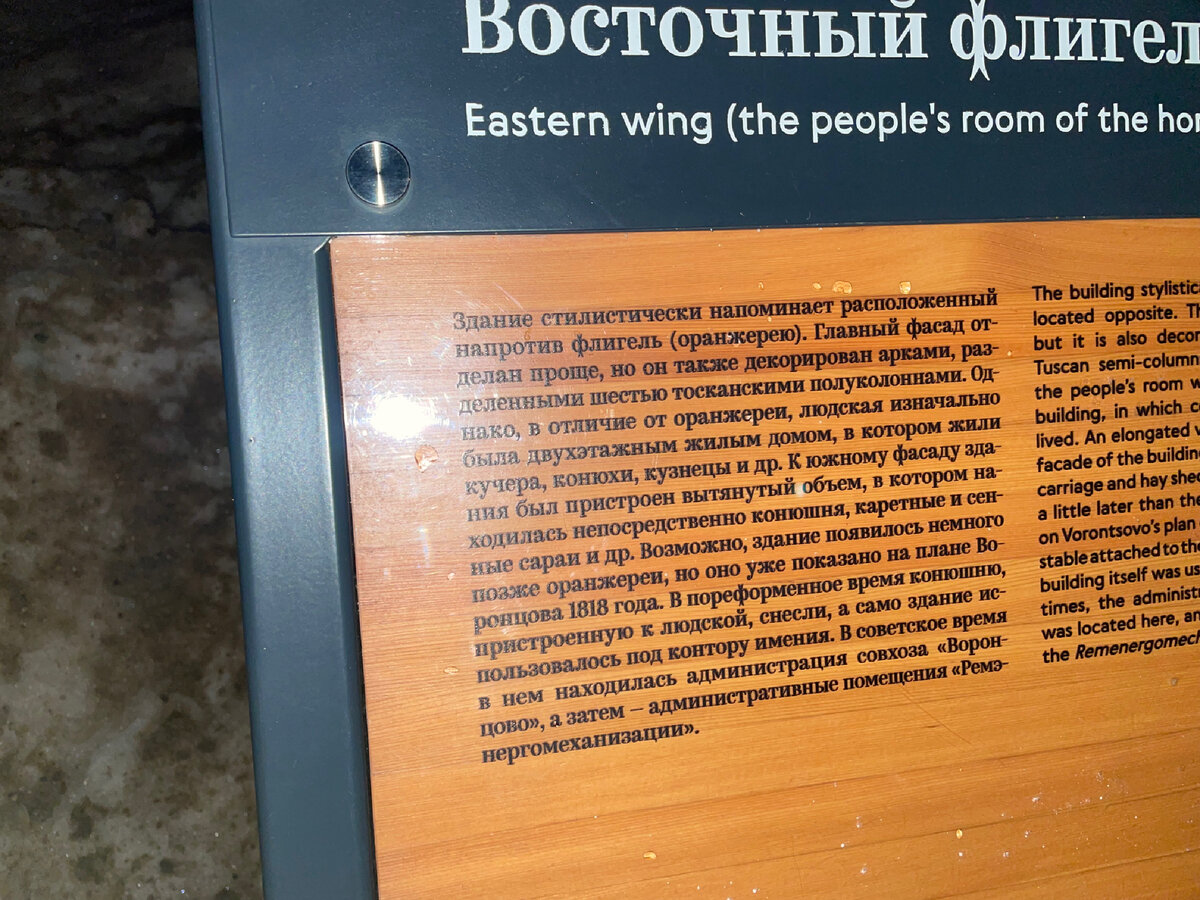 Восточный флигел
Eastern wing (the people's room of the hor
Здание стилистически напоминает расположенный
напротив флигель (оранжерею). Главный фасад от-
делан проще, но он также декорирован арками, раз-
деленными шестью тосканскими полуколоннами. Од-
нако, в отличие от оранжереи, людская изначально
была двухэтажным жилым домом, в котором жили
кучера, конюхи, кузнецы и др. К южному фасаду зда-
ния был пристроен вытянутый объем, в котором на-
ходилась непосредственно конюшня, каретные и сен-
ные сараи и др. Возможно, здание появилось немного
позже оранжереи, но оно уже показано на плане Во-
ронцова 1818 года. В пореформенное время конюшню,
пристроенную к людской, снесли, а само здание ис-
пользовалось под контору имения. В советское время
в нем находилась администрация совхоза «Ворон-
цово», а затем – административные помещения «Ремэ-
нергомеханизации».
The building stylistica
located opposite. Th
but it is also decor
Tuscan semi-column
the people's room w
building, in which c
lived. An elongated v
facade of the building
carriage and hay shed
a little later than the
on Vorontsovo's plan
stable attached to the
building itself was us
times, the administr
was located here, an
the Remenergomech